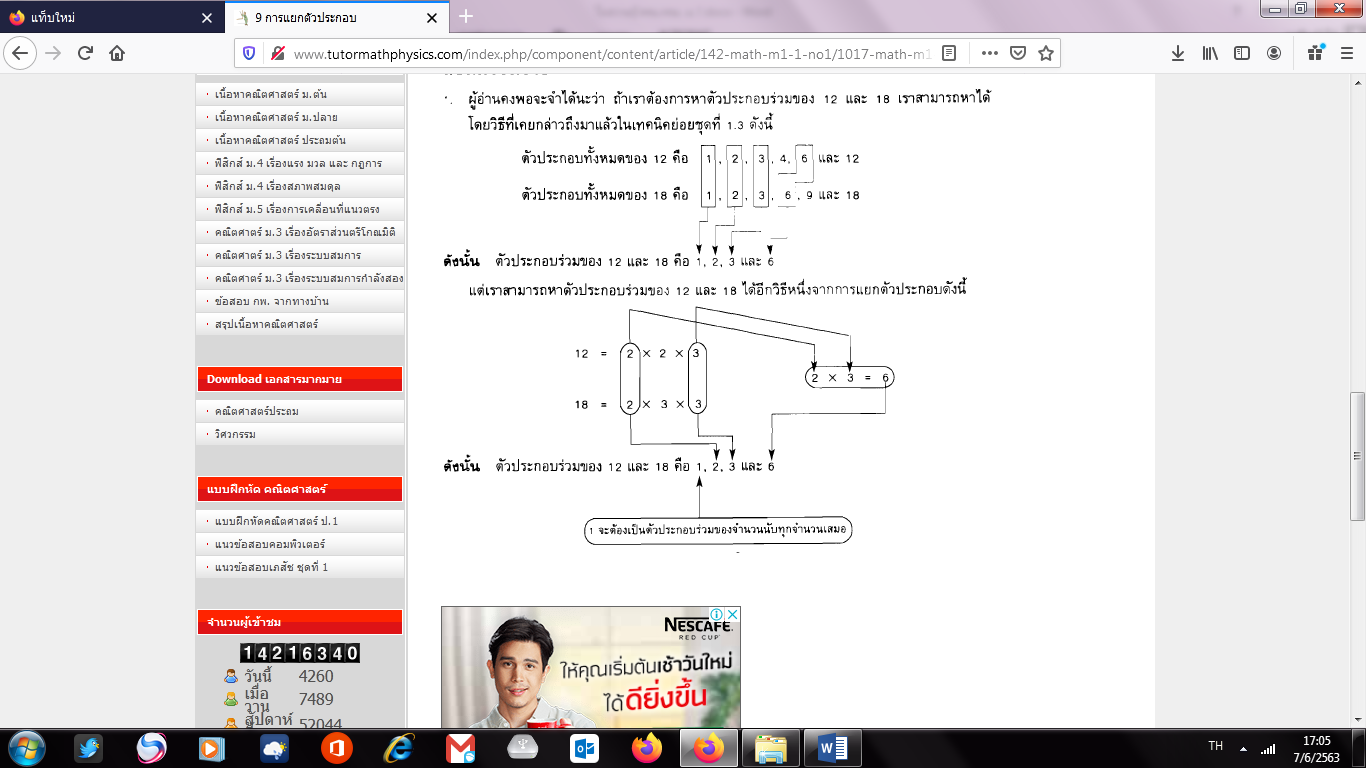 แท็บใหม่
9 การแยกตัวประกอบ
www.tutormathphysics.com/index.php/component/content/article/142-math-m1-1-no1/1017-math-m1
เนื้อหาคณิตศาสตร์ ม.ต้น
เนื้อหาคณิตศาสตร์ ม.ปลาย
เนื้อหาคณิตศาสตร์ ประถมต้น
ฟิสิกส์ ม.4 เรื่องแรง มวล และ กฎการ
ฟิสิกส์ ม.4 เรื่องสภาพสมดุล
ฟิสิกส์ ม.5 เรื่องการเคลื่อนที่แนวตรง
คณิตศาตร์ ม.3 เรื่องอัตราส่วนตรีโกณมิติ
คณิตศาตร์ ม.3 เรื่องระบบสมการ
คณิตศาตร์ ม.3 เรื่องระบบสมการกำลังสอง
ข้อสอบ กพ. จากทางบ้าน
สรุปเนื้อหาคณิตศาสตร์
Download เอกสารมากมาย
คณิตศาสตร์ประถม
วิศวกรรม
แบบฝึกหัด คณิตศาสตร์
แบบฝึกหัดคณิตศาสตร์ ป.1
แนวข้อสอบคอมพิวเตอร์
แนวข้อสอบเภสัช ชุดที่ 1
จำนวนผู้เข้าชม
14216340
วันนี้ 4260
เมื่อวาน 7489
สัปดาห์ 52044
1. ผู้อ่านคงพอจะจำได้นะว่า ถ้าเราต้องการหาตัวประกอบร่วมของ 12 และ 18 เราสามารถหาได้
โดยวิธีที่เคยกล่าวถึงมาแล้วในเทคนิคย่อยชุดที่ 1.3 ดังนี้
ตัวประกอบทั้งหมดของ 12 คือ 1, 2, 3, 4, 6 และ 12
ตัวประกอบทั้งหมดของ 18 คือ 1, 2, 3, 6, 9 และ 18
ดังนั้น ตัวประกอบร่วมของ 12 และ 18 คือ 1, 2, 3 และ 6
แต่เราสามารถหาตัวประกอบร่วมของ 12 และ 18 ได้อีกวิธีหนึ่งจากการแยกตัวประกอบดังนี้
12 = 2 × 2 × 3
2 × 3 = 6
18 = 2 × 3 × 3
ดังนั้น ตัวประกอบร่วมของ 12 และ 18 คือ 1, 2, 3 และ 6
1 จะต้องเป็นตัวประกอบร่วมของจำนวนนับทุกจำนวนเสมอ
NESCAFÉ
RED CUP
ให้คุณเริ่มต้นเช้าวันใหม่
ได้ดียิ่งขึ้น
TH
17:05
7/6/2563